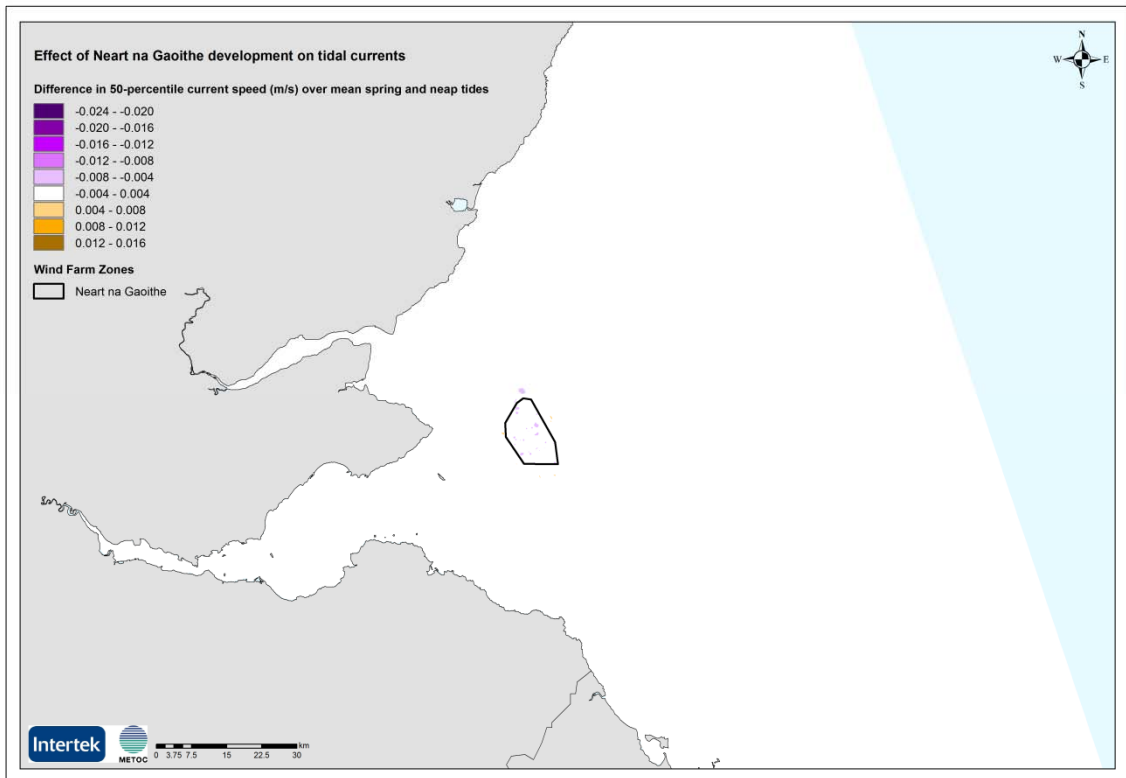 Effect of Neart na Gaoithe development on tidal currents
N
W E
S
Difference in 50-percentile current speed (m/s) over mean spring and neap tides
-0.024 - -0.020
-0.020 - -0.016
-0.016 - -0.012
-0.012 - -0.008
-0.008 - -0.004
-0.004 - 0.004
0.004 - 0.008
0.008 - 0.012
0.012 - 0.016
Wind Farm Zones
Neart na Gaoithe
Intertek
METOC
km
0 3.75 7.5 15 22.5 30